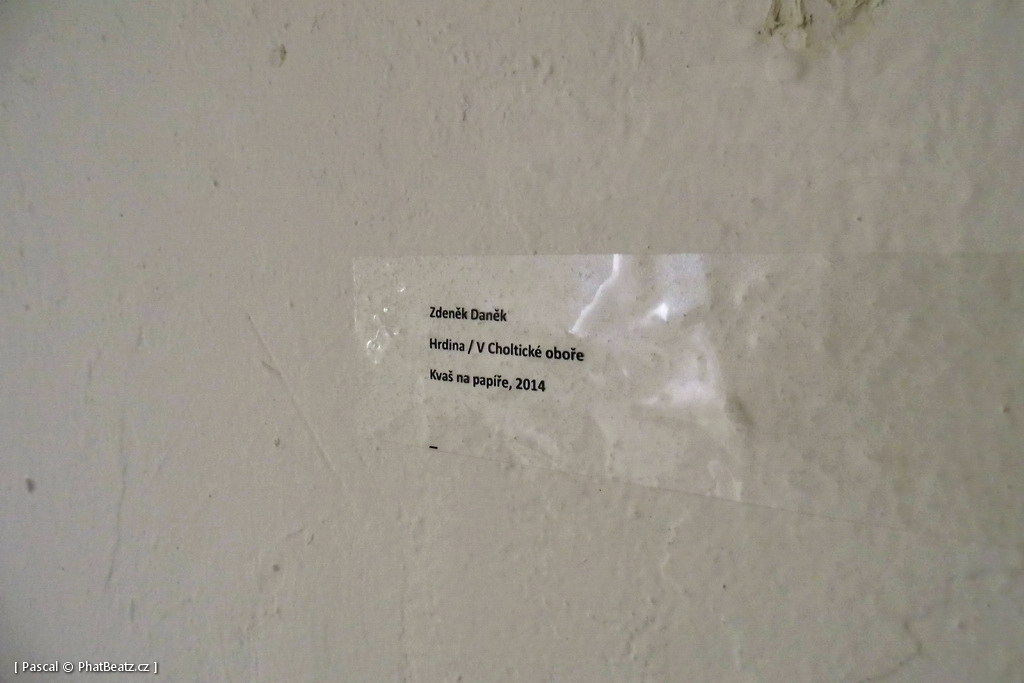 Zdeněk Daněk
Hrdina / V Choltické oboře
Kvaš na papíře, 2014
–
[ Pascal © PhatBeatz.cz ]